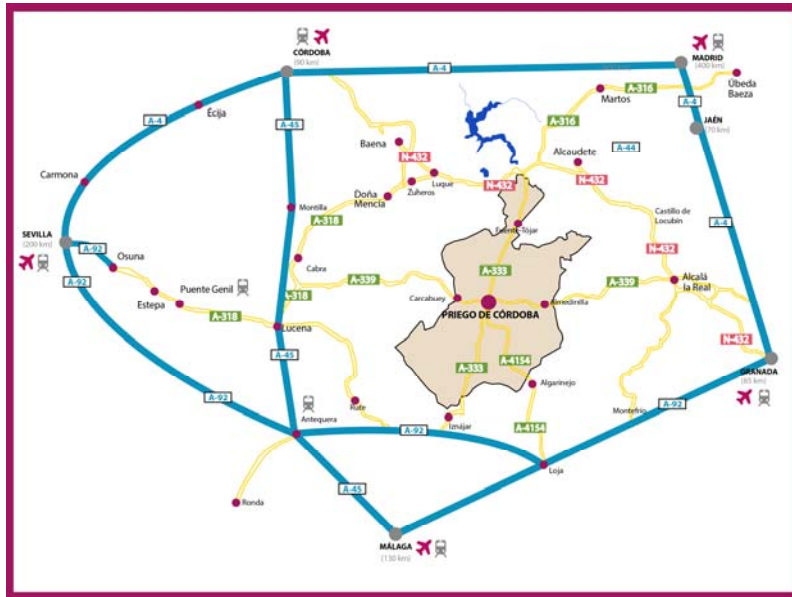 CÓRDOBA
(90 km)
MADRID
(400 km)
A-4
A-316
Úbeda
Baeza
Martos
A-4
Écija
A-4
A-45
A-316
JAÉN
(70 km)
Baena
N-432
A-44
Alcaudete
Carmona
Luque
N-432
N-432
Doña
Mencía
Zuheros
Montilla
A-318
Castillo de
Locubín
A-4
Fuente-Tójar
SEVILLA
(200 km)
A-92
Osuna
N-432
Cabra
A-333
A-92
Puente Genil
A-339
A-339
Alcalá
la Real
Estepa
A-318
Carcabuey
Almedinilla
A-318
PRIEGO DE CÓRDOBA
Lucena
N-432
A-45
A-4154
GRANADA
(85 km)
A-333
Algarinejo
A-92
Rute
A-92
Montefrío
Antequera
A-92
Iznájar
A-4154
Loja
A-45
Ronda
MÁLAGA
(130 km)